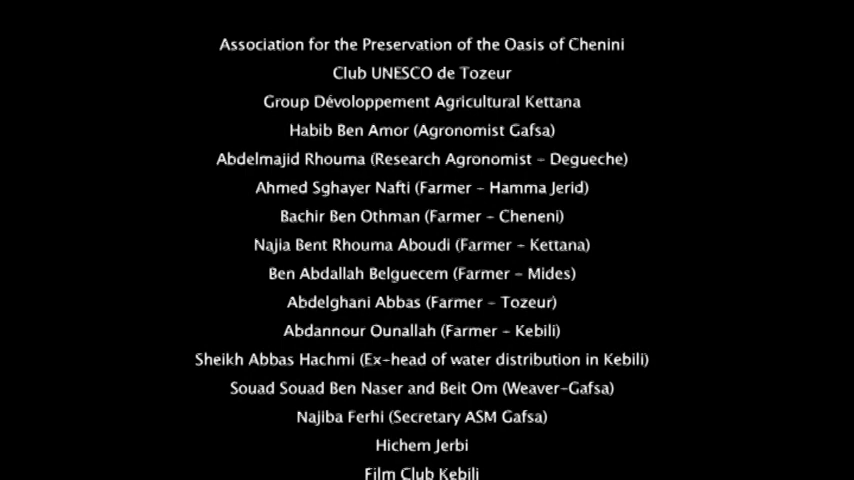 Association for the Preservation of the Oasis of Chenini
Club UNESCO de Tozeur
Group Dévoloppement Agricultural Kettana
Habib Ben Amor (Agronomist Gafsa)
Abdelmajid Rhouma (Research Agronomist - Degueche)
Ahmed Sghayer Nafti (Farmer - Hamma Jerid)
Bachir Ben Othman (Farmer - Cheneni)
Najia Bent Rhouma Aboudi (Farmer - Kettana)
Ben Abdallah Belguecem (Farmer - Mides)
Abdelghani Abbas (Farmer - Tozeur)
Abdannour Ounallah (Farmer - Kebili)
Sheikh Abbas Hachmi (Ex-head of water distribution in Kebili)
Souad Souad Ben Naser and Beit Om (Weaver-Gafsa)
Najiba Ferhi (Secretary ASM Gafsa)
Hichem Jerbi
Film Club Kebili